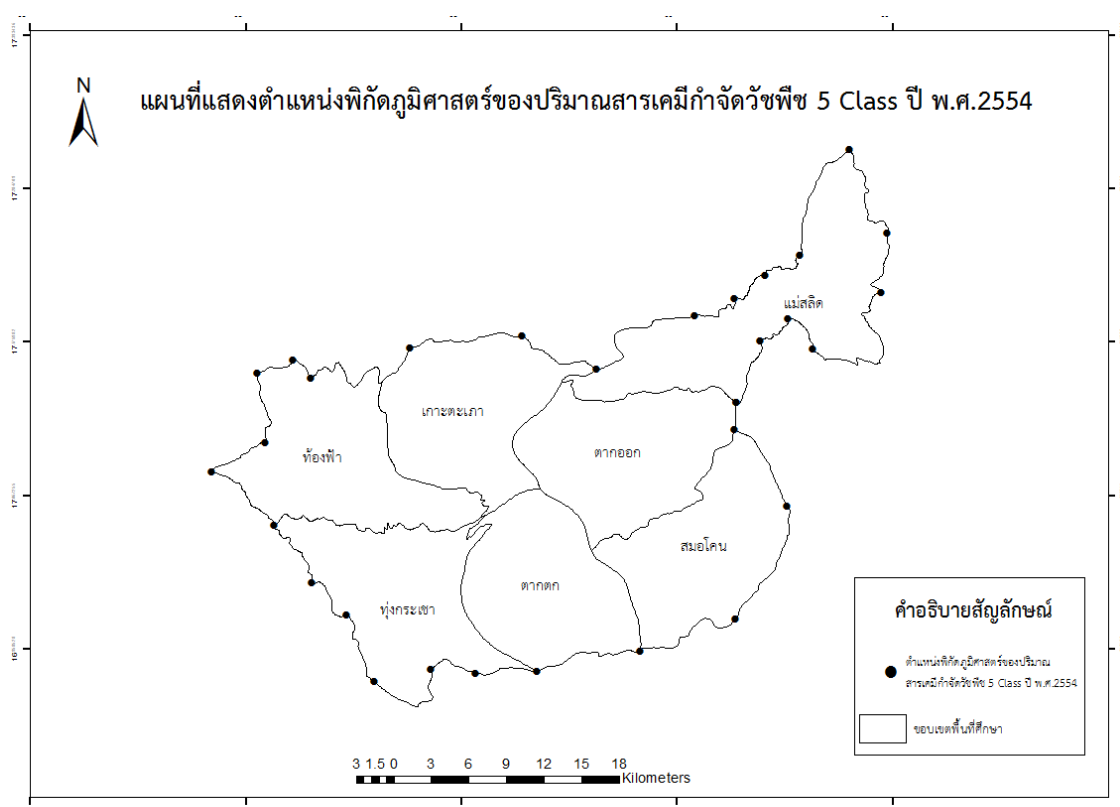 N
แผนที่แสดงตำแหน่งพิกัดภูมิศาสตร์ของปริมาณสารเคมีกำจัดวัชพืช 5 Class ปี พ.ศ.2554
แม่สลิด
เกาะตะเภา
ท้องฟ้า
ตากออก
สมอโคน
ตากตก
ทุ่งกระเชา
คำอธิบายสัญลักษณ์
ตำแหน่งพิกัดภูมิศาสตร์ของปริมาณ
สารเคมีกำจัดวัชพืช 5 Class ปี พ.ศ.2554
ขอบเขตพื้นที่ศึกษา
3 1.5 0 3 6 9 12 15 18
Kilometers